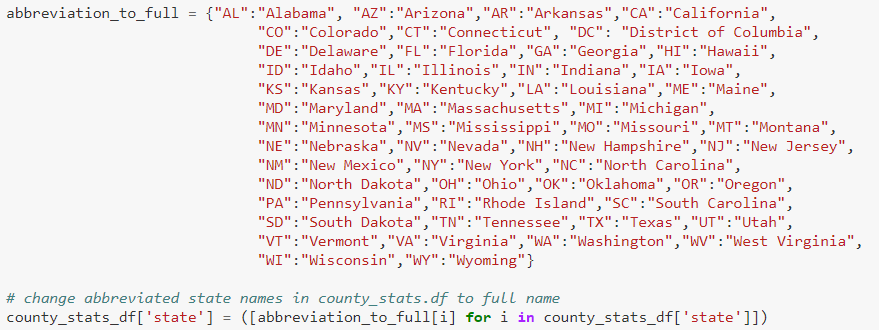 abbreviation_to_full = {"AL":"Alabama", "AZ":"Arizona","AR":"Arkansas","CA":"California",
"CO":"Colorado","CT":"Connecticut", "DC": "District of Columbia",
"DE":"Delaware","FL":"Florida","GA":"Georgia","HI":"Hawaii",
"ID":"Idaho","IL":"Illinois","IN":"Indiana","IA":"Iowa",
"KS":"Kansas","KY":"Kentucky","LA":"Louisiana","ME":"Maine",
"MD":"Maryland","MA":"Massachusetts","MI":"Michigan",
"MN":"Minnesota","MS":"Mississippi","MO":"Missouri","MT":"Montana",
"NE":"Nebraska","NV":"Nevada","NH":"New Hampshire","NJ":"New Jersey",
"NM":"New Mexico","NY":"New York","NC":"North Carolina",
"ND":"North Dakota","OH":"Ohio","OK":"Oklahoma","OR":"Oregon",
"PA":"Pennsylvania","RI":"Rhode Island","SC":"South Carolina",
"SD":"South Dakota","TN":"Tennessee","TX":"Texas","UT":"Utah",
"VT":"Vermont","VA":"Virginia","WA":"Washington","WV":"West Virginia",
"WI":"Wisconsin","WY":"Wyoming"}
# change abbreviated state names in county_stats.df to full name
county_stats_df['state'] = ([abbreviation_to_full[i] for i in county_stats_df['state']])